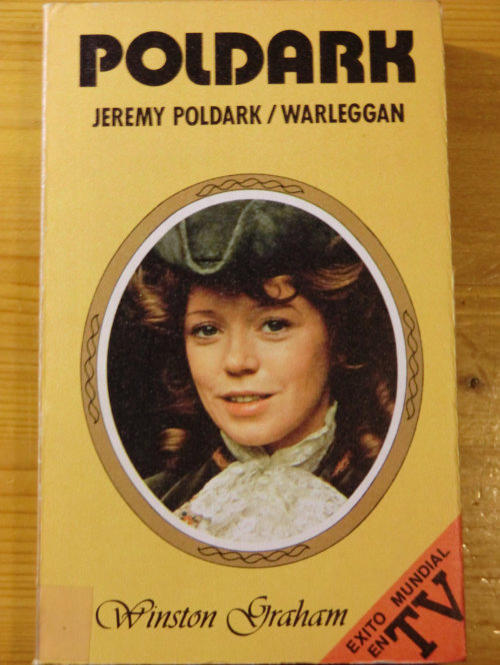 POLDARK
JEREMY POLDARK / WARLEGGAN
Winston Graham
EXITO MUNDIAL
EN TV